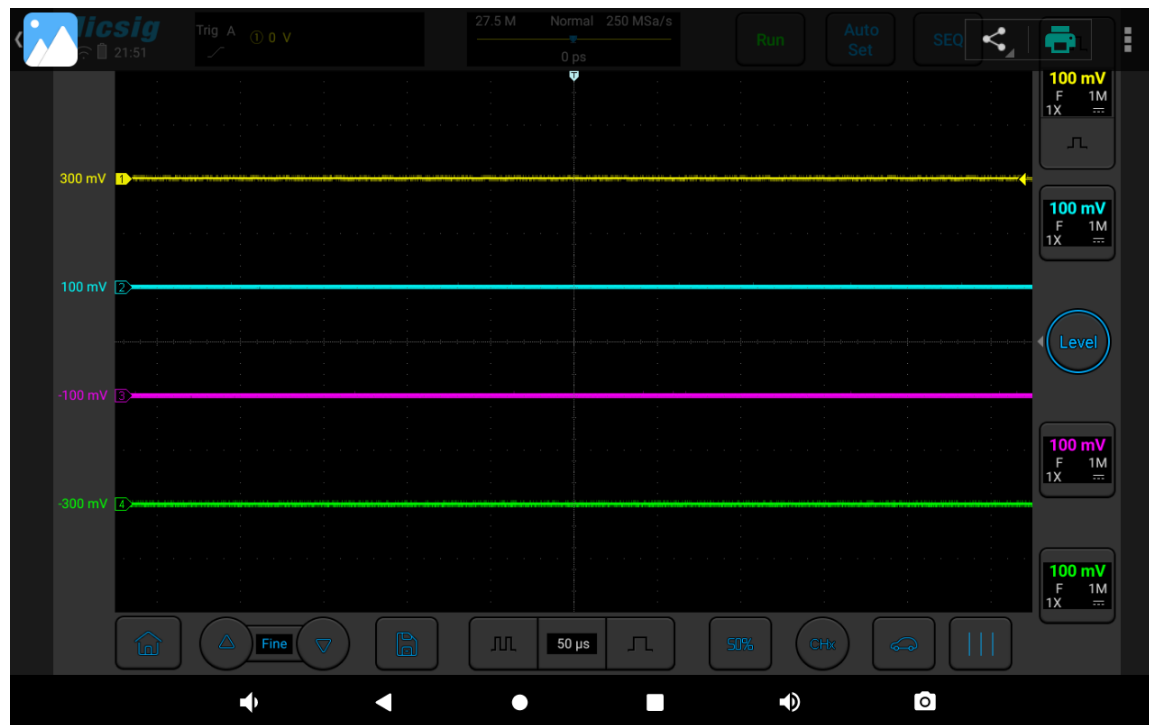 Micsig
21:51
Trig A ① 0 V
27.5 M Normal 250 MSa/s
0 ps
Run
Auto
Set
SEQ
T
100 mV
F 1M
1X
300 mV 1
100 mV
F 1M
1X
100 mV 2
Level
-100 mV 3
100 mV
F 1M
1X
-300 mV 4
100 mV
F 1M
1X
Fine
50 µs
50%
CHx